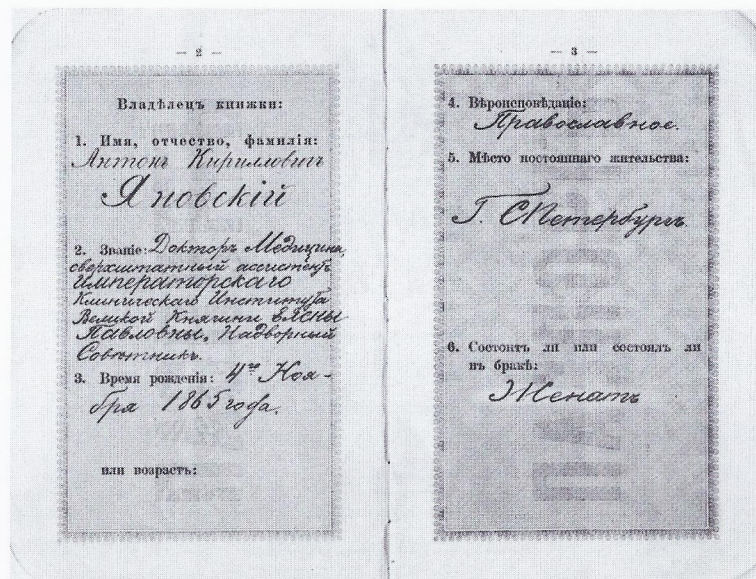 — 2 —
Владѣлецъ книжки:
1. Имя, отчество, фамилія:
Антонъ Кирилловичъ
Яновскій
2. Званіе: Докторъ Медицины,
сверхштатный ассистентъ
императорскаго
Клиническаго Института
Великой Княгини Елены
Павловны, Надворный
Совѣтникъ.
3. Время рожденія: 4го Ноя-
бря 1865 года.
или возрастъ:
— 3 —
4. Вѣроисповѣданіе:
Православное.
5. Мѣсто постояннаго жительства:
Г. СПетербургъ.
6. Состоитъ ли или состоялъ ли
въ бракѣ:
Женатъ